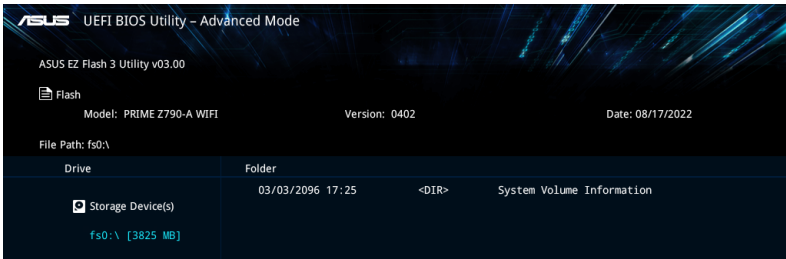 ASUS UEFI BIOS Utility – Advanced Mode
ASUS EZ Flash 3 Utility v03.00
Flash
Model: PRIME Z790-A WIFI Version: 0402 Date: 08/17/2022
File Path: fs0:\
Drive Folder
03/03/2096 17:25 <DIR> System Volume Information
Storage Device(s)
fs0:\ [3825 MB]